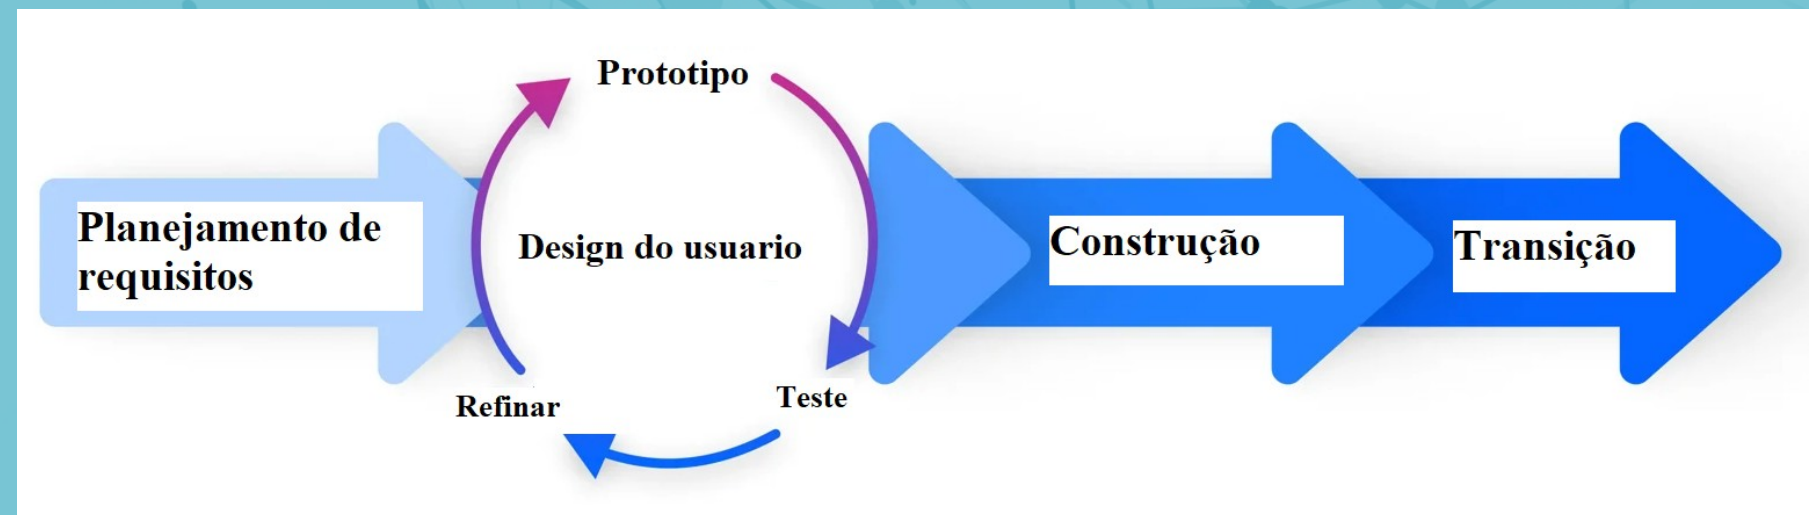 Prototipo
Planejamento de
requisitos
Design do usuario
Construção
Transição
Refinar
Teste